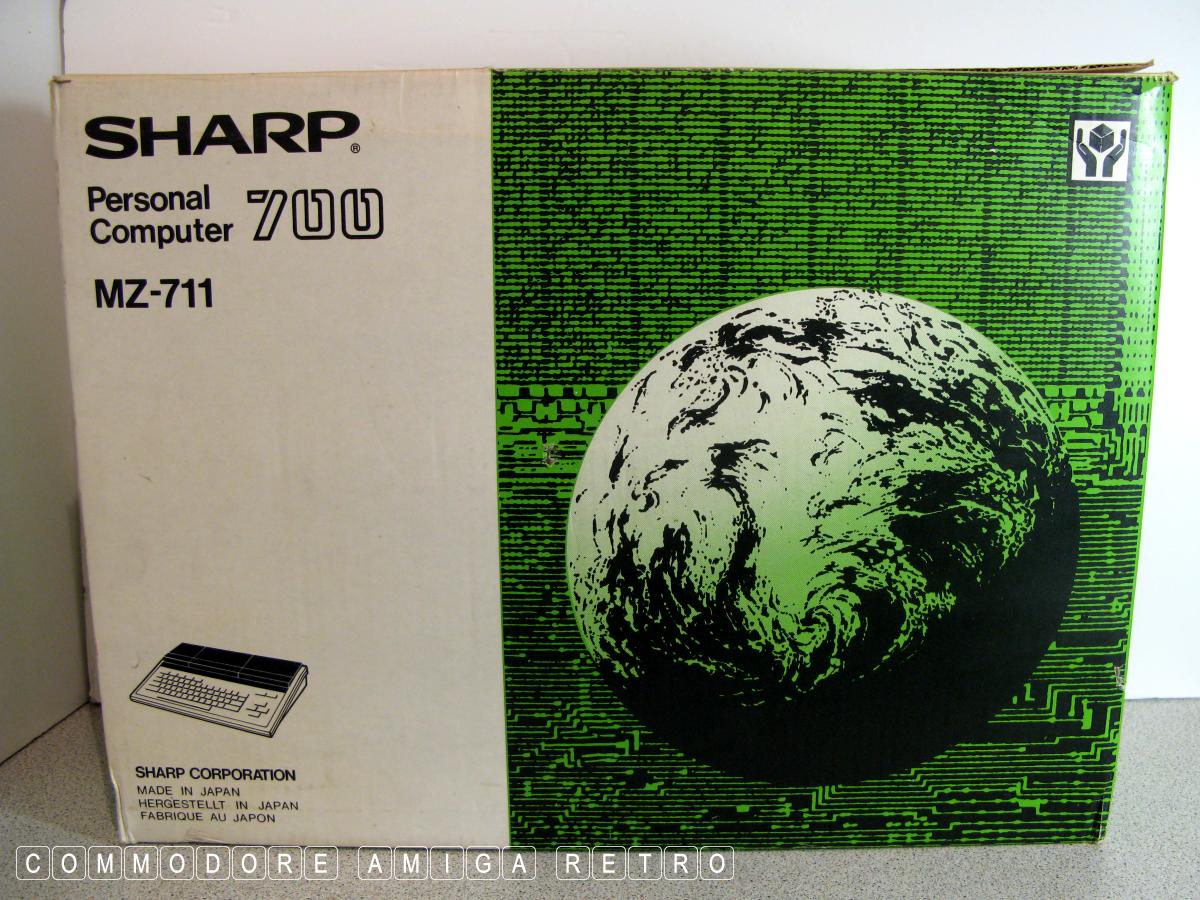 SHARP®
Personal
Computer 700
MZ-711
SHARP CORPORATION
MADE IN JAPAN
HERGESTELLT IN JAPAN
FABRIQUE AU JAPON
COMMODORE AMIGA RETRO